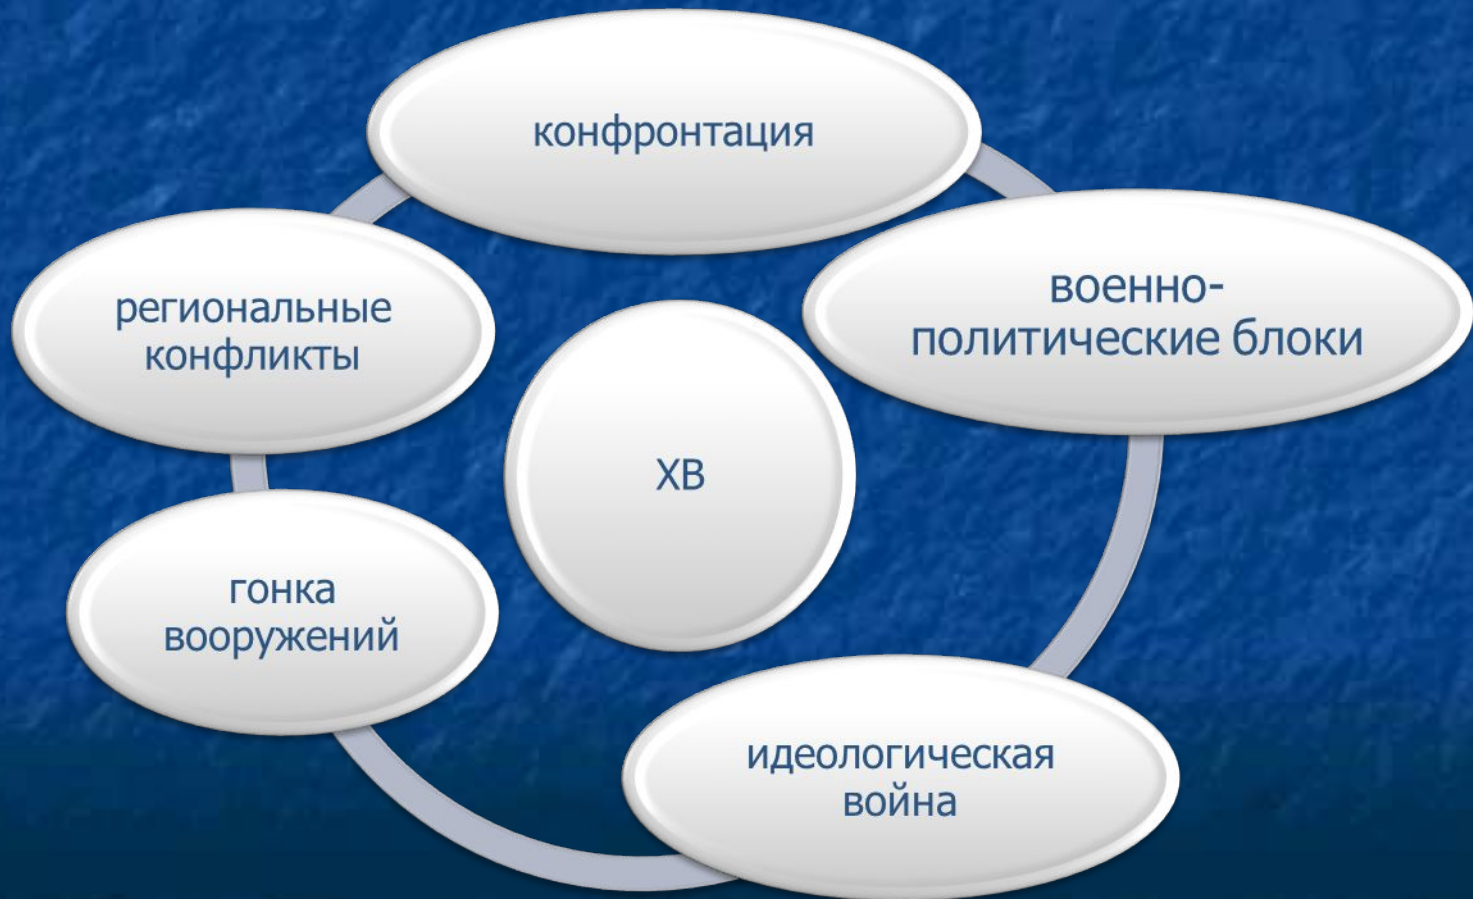 конфронтация
военно-
политические блоки
региональные
конфликты
ХВ
гонка
вооружений
идеологическая
война